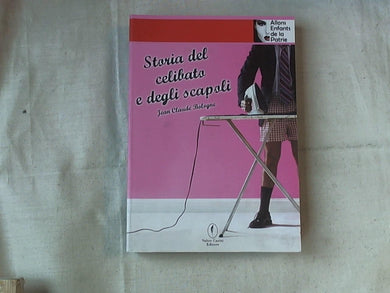 Allons
Enfants
de la
Patrie
Storia del
celibato
e degli scapoli
Jean Claude Bologne